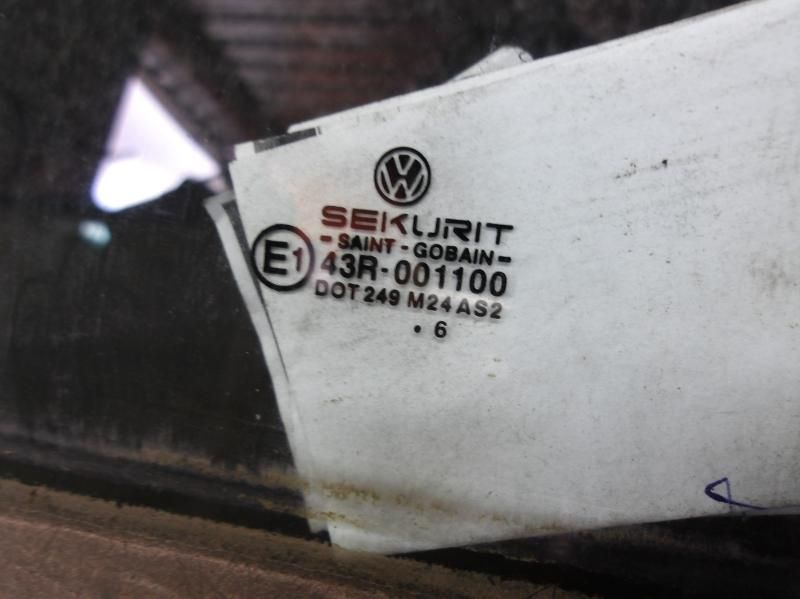 SEKURIT
- SAINT - GOBAIN -
E1 43R-001100
DOT 249 M24 AS2
· 6